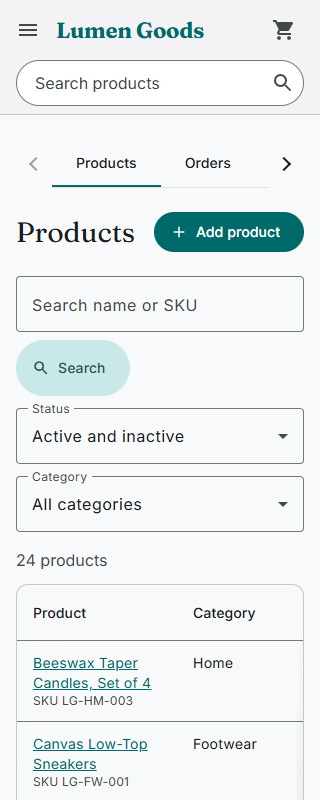 Lumen Goods
Search products
Products
Orders
Products
Add product
Search name or SKU
Search
Status
Active and inactive
Category
All categories
24 products
Product
Category
Beeswax Taper
Candles, Set of 4
SKU LG-HM-003
Home
Canvas Low-Top
Sneakers
SKU LG-FW-001
Footwear